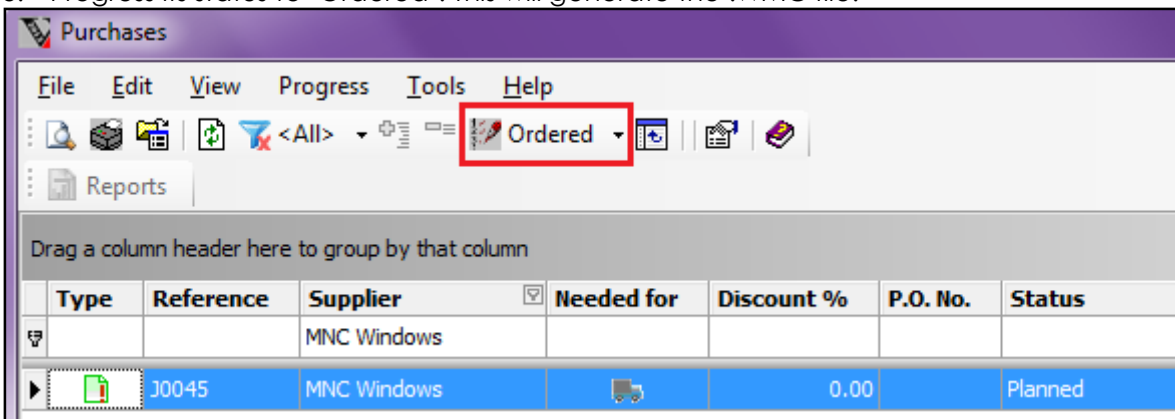 Purchases
File Edit View Progress Tools Help
<All> Ordered
Reports
Drag a column header here to group by that column
Type Reference Supplier Needed for Discount % P.O. No. Status
MNC Windows
J0045 MNC Windows 0.00 Planned